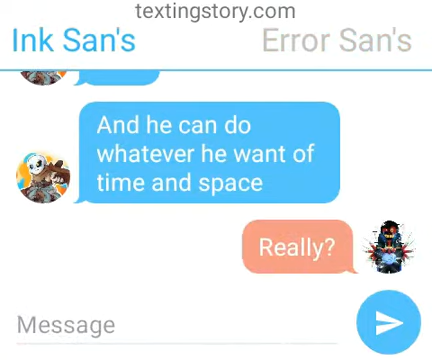 textingstory.com
Ink San's
Error San's
And he can do
whatever he want of
time and space
Really?
Message